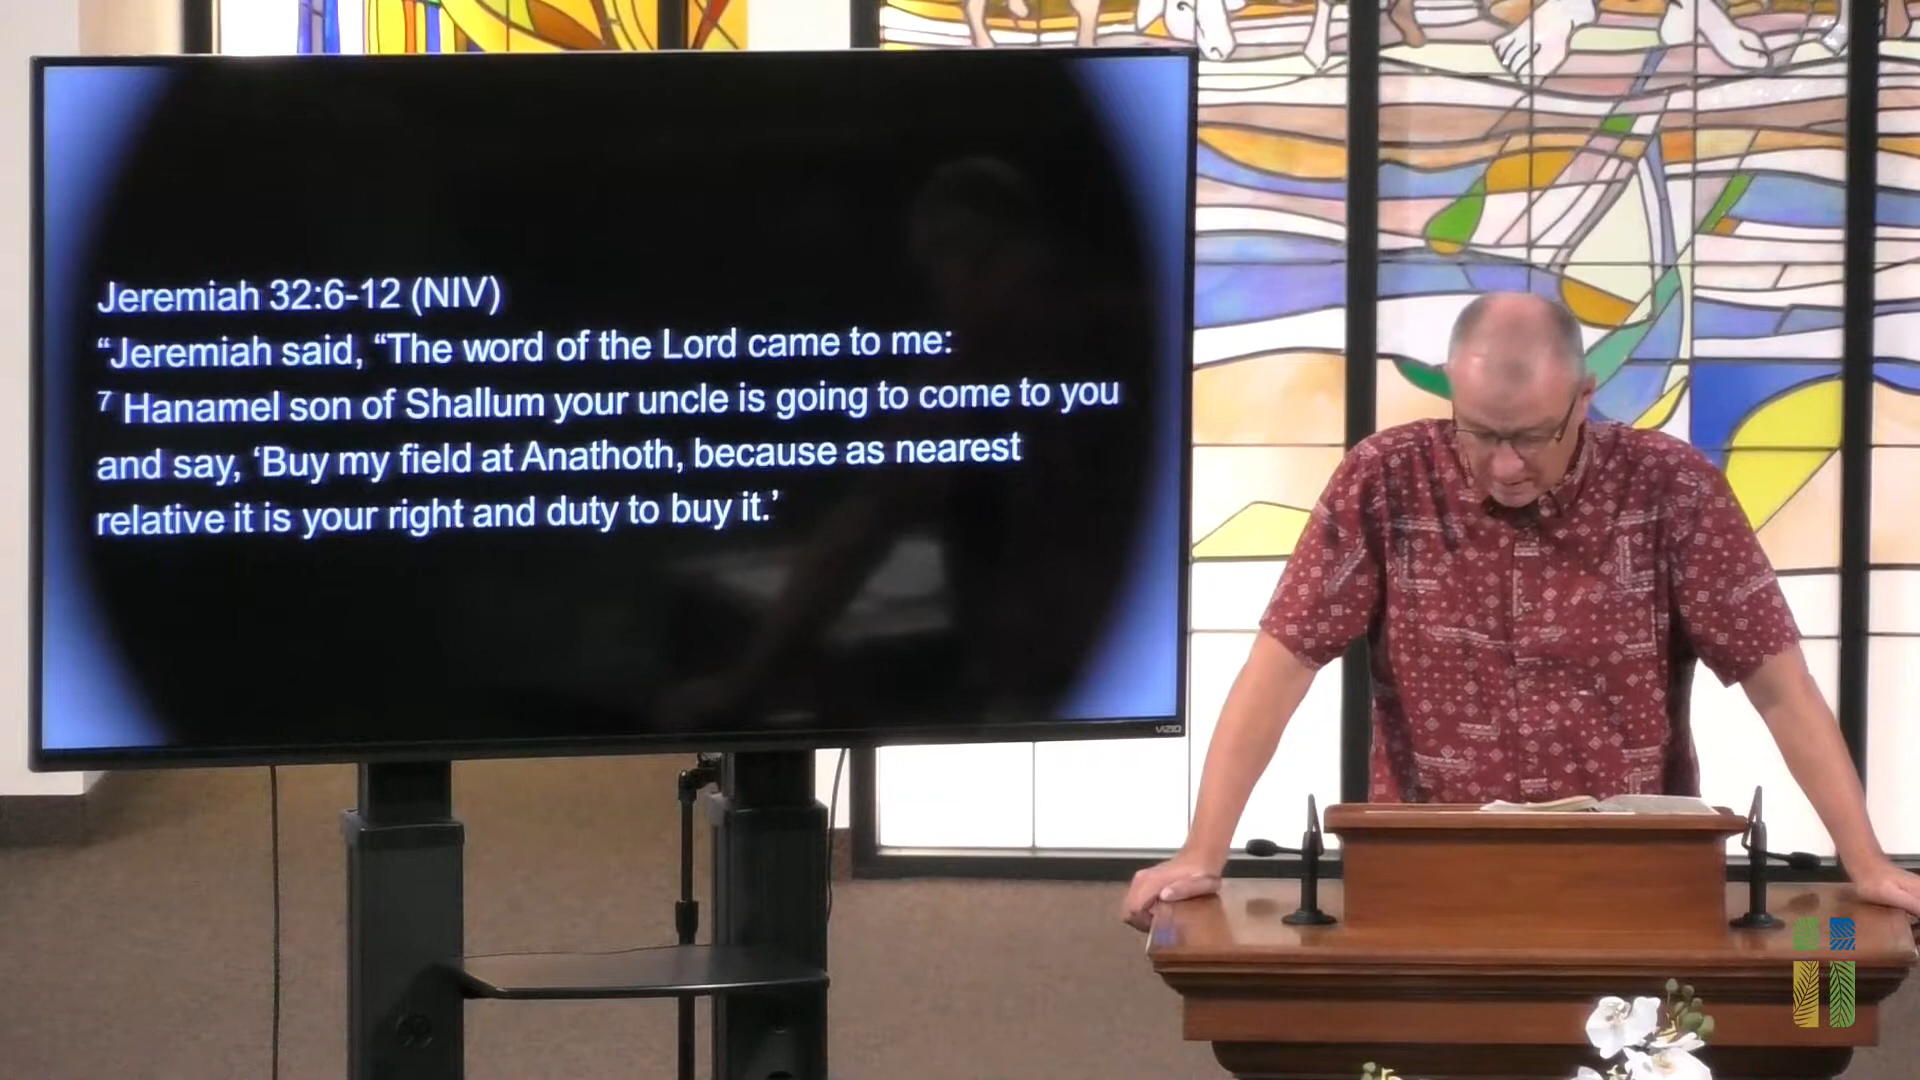 Jeremiah 32:6-12 (NIV)
“Jeremiah said, “The word of the Lord came to me:
⁷ Hanamel son of Shallum your uncle is going to come to you
and say, ‘Buy my field at Anathoth, because as nearest
relative it is your right and duty to buy it.’
VIZIO